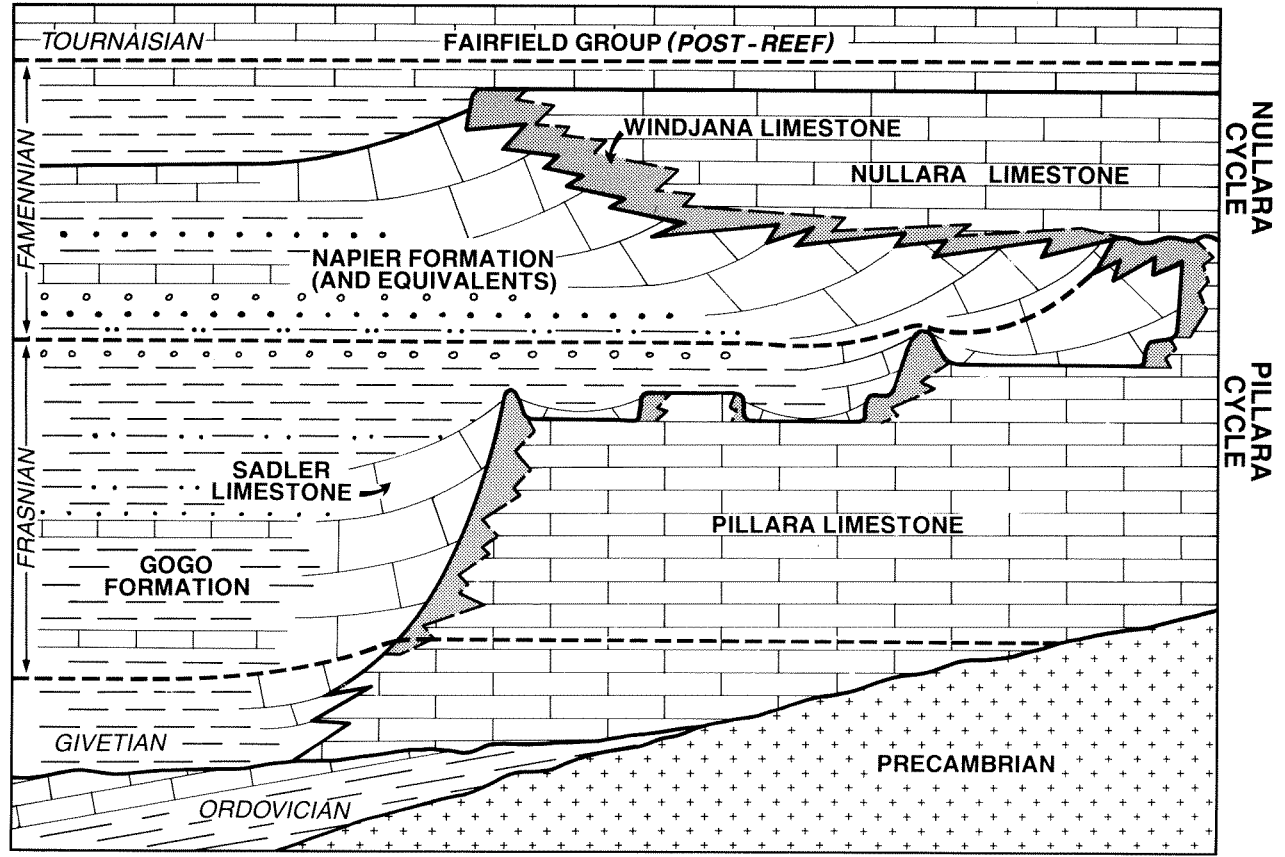 TOURNAISIAN
FAIRFIELD GROUP (POST-REEF)
WINDJANA LIMESTONE
NULLARA LIMESTONE
NULLARA
CYCLE
FAMENNIAN
NAPIER FORMATION
(AND EQUIVALENTS)
PILLARA
CYCLE
FRASNIAN
SADLER
LIMESTONE
PILLARA LIMESTONE
GOGO
FORMATION
GIVETIAN
PRECAMBRIAN
ORDOVICIAN